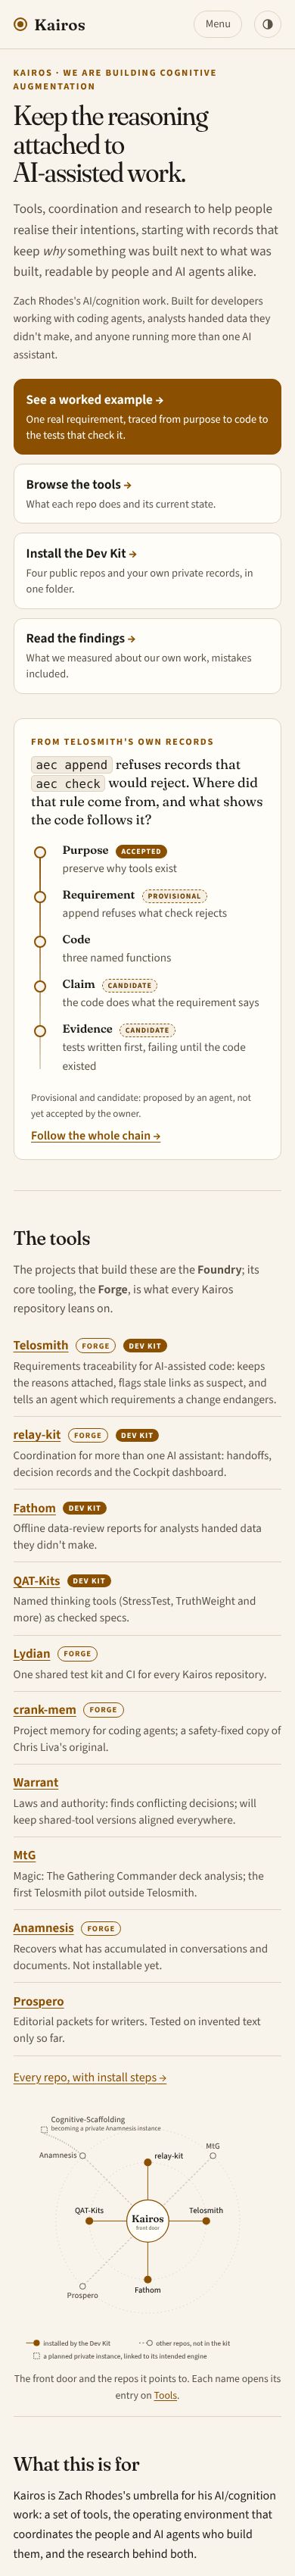 Kairos
Menu
KAIROS · WE ARE BUILDING COGNITIVE
AUGMENTATION
Keep the reasoning
attached to
AI-assisted work.
Tools, coordination and research to help people
realise their intentions, starting with records that
keep why something was built next to what was
built, readable by people and AI agents alike.
Zach Rhodes's AI/cognition work. Built for developers
working with coding agents, analysts handed data they
didn't make, and anyone running more than one AI
assistant.
See a worked example →
One real requirement, traced from purpose to code to
the tests that check it.
Browse the tools →
What each repo does and its current state.
Install the Dev Kit →
Four public repos and your own private records, in
one folder.
Read the findings →
What we measured about our own work, mistakes
included.
FROM TELOSMITH'S OWN RECORDS
aec append refuses records that
aec check would reject. Where did
that rule come from, and what shows
the code follows it?
Purpose ACCEPTED
preserve why tools exist
Requirement PROVISIONAL
append refuses what check rejects
Code
three named functions
Claim CANDIDATE
the code does what the requirement says
Evidence CANDIDATE
tests written first, failing until the code
existed
Provisional and candidate: proposed by an agent, not
yet accepted by the owner.
Follow the whole chain →
The tools
The projects that build these are the Foundry; its
core tooling, the Forge, is what every Kairos
repository leans on.
Telosmith FORGE DEV KIT
Requirements traceability for AI-assisted code: keeps
the reasons attached, flags stale links as suspect, and
tells an agent which requirements a change endangers.
relay-kit FORGE DEV KIT
Coordination for more than one AI assistant: handoffs,
decision records and the Cockpit dashboard.
Fathom DEV KIT
Offline data-review reports for analysts handed data
they didn't make.
QAT-Kits DEV KIT
Named thinking tools (StressTest, TruthWeight and
more) as checked specs.
Lydian FORGE
One shared test kit and CI for every Kairos repository.
crank-mem FORGE
Project memory for coding agents; a safety-fixed copy of
Chris Liva's original.
Warrant
Laws and authority: finds conflicting decisions; will
keep shared-tool versions aligned everywhere.
MtG
Magic: The Gathering Commander deck analysis; the
first Telosmith pilot outside Telosmith.
Anamnesis FORGE
Recovers what has accumulated in conversations and
documents. Not installable yet.
Prospero
Editorial packets for writers. Tested on invented text
only so far.
Every repo, with install steps →
Cognitive-Scaffolding
becoming a private Anamnesis instance
Anamnesis
relay-kit
MtG
QAT-Kits
Kairos
front door
Telosmith
Prospero
Fathom
installed by the Dev Kit
other repos, not in the kit
a planned private instance, linked to its intended engine
The front door and the repos it points to. Each name opens its
entry on Tools.
What this is for
Kairos is Zach Rhodes's umbrella for his AI/cognition
work: a set of tools, the operating environment that
coordinates the people and AI agents who build
them, and the research behind both.